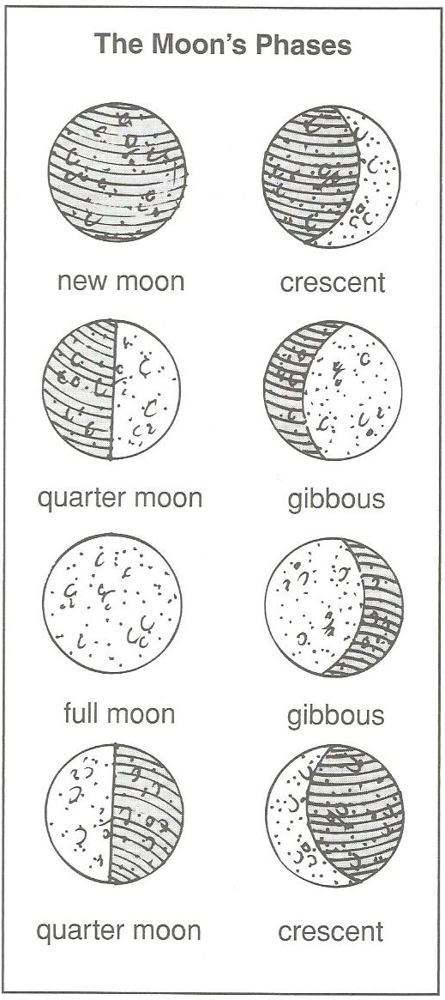 The Moon's Phases
new moon
crescent
quarter moon
gibbous
full moon
gibbous
quarter moon
crescent